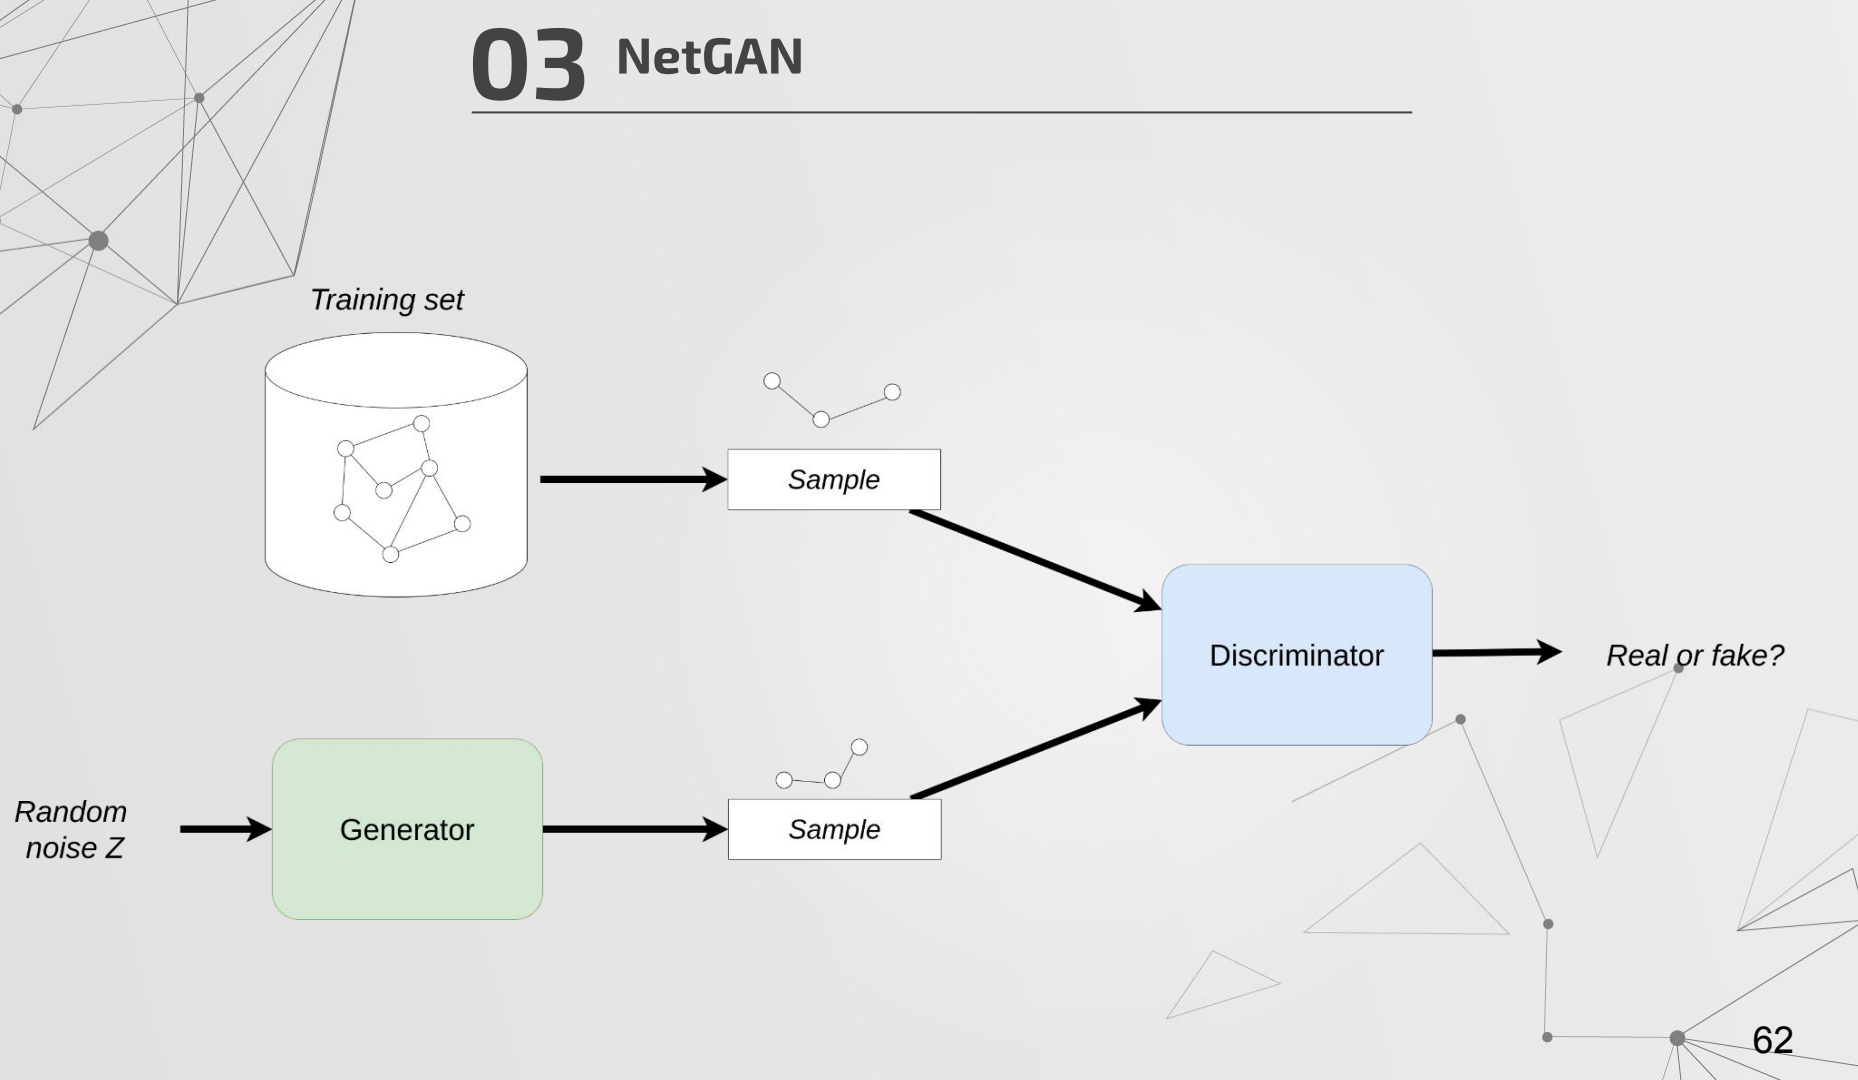 03 NetGAN
Training set
Sample
Discriminator
Real or fake?
Random
noise Z
Generator
Sample
62